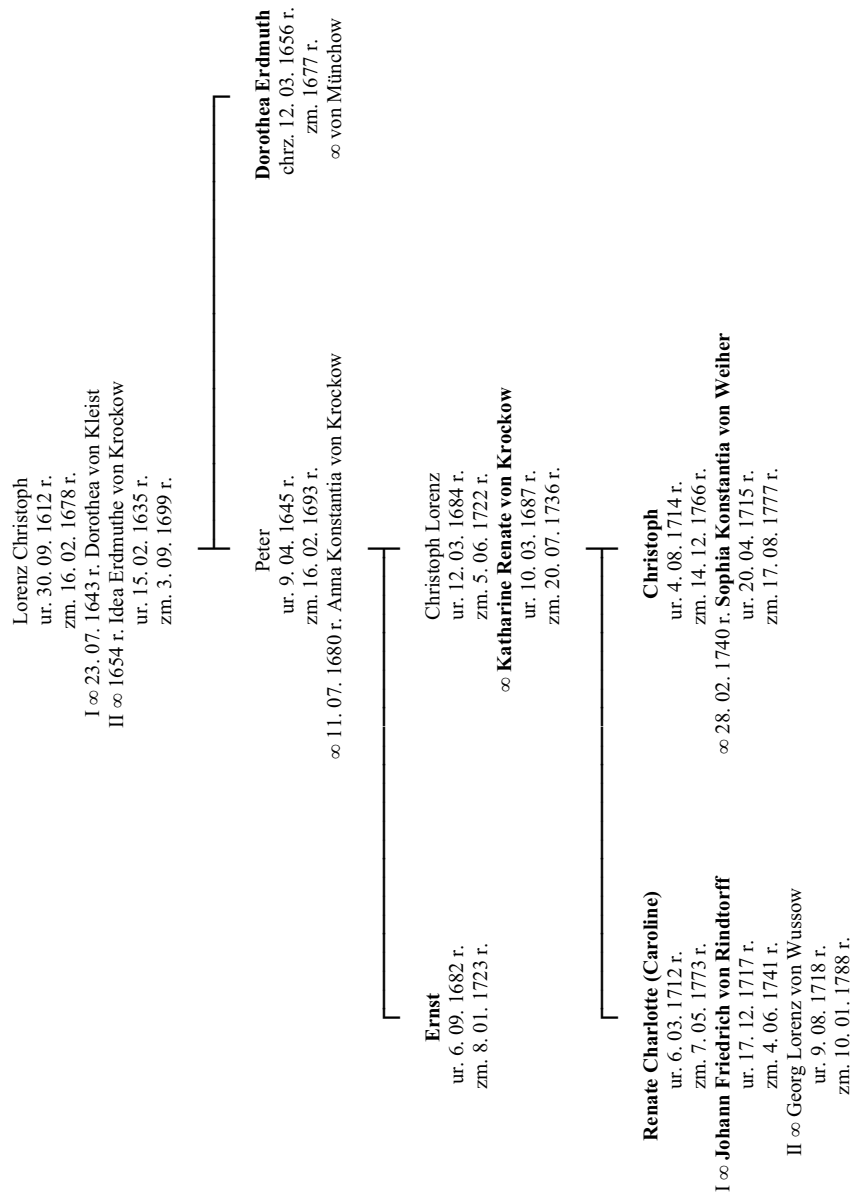 Lorenz Christoph
ur. 30. 09. 1612 r.
zm. 16. 02. 1678 r.
I ∞ 23. 07. 1643 r. Dorothea von Kleist
II ∞ 1654 r. Idea Erdmuthe von Krockow
ur. 15. 02. 1635 r.
zm. 3. 09. 1699 r.
Peter
ur. 9. 04. 1645 r.
zm. 16. 02. 1693 r.
∞ 11. 07. 1680 r. Anna Konstantia von Krockow
Dorothea Erdmuth
chrz. 12. 03. 1656 r.
zm. 1677 r.
∞ von Münchow
Ernst
ur. 6. 09. 1682 r.
zm. 8. 01. 1723 r.
Christoph Lorenz
ur. 12. 03. 1684 r.
zm. 5. 06. 1722 r.
∞ Katharine Renate von Krockow
ur. 10. 03. 1687 r.
zm. 20. 07. 1736 r.
Renate Charlotte (Caroline)
ur. 6. 03. 1712 r.
zm. 7. 05. 1773 r.
I ∞ Johann Friedrich von Rindtorff
ur. 17. 12. 1717 r.
zm. 4. 06. 1741 r.
II ∞ Georg Lorenz von Wussow
ur. 9. 08. 1718 r.
zm. 10. 01. 1788 r.
Christoph
ur. 4. 08. 1714 r.
zm. 14. 12. 1766 r.
∞ 28. 02. 1740 r. Sophia Konstantia von Weiher
ur. 20. 04. 1715 r.
zm. 17. 08. 1777 r.